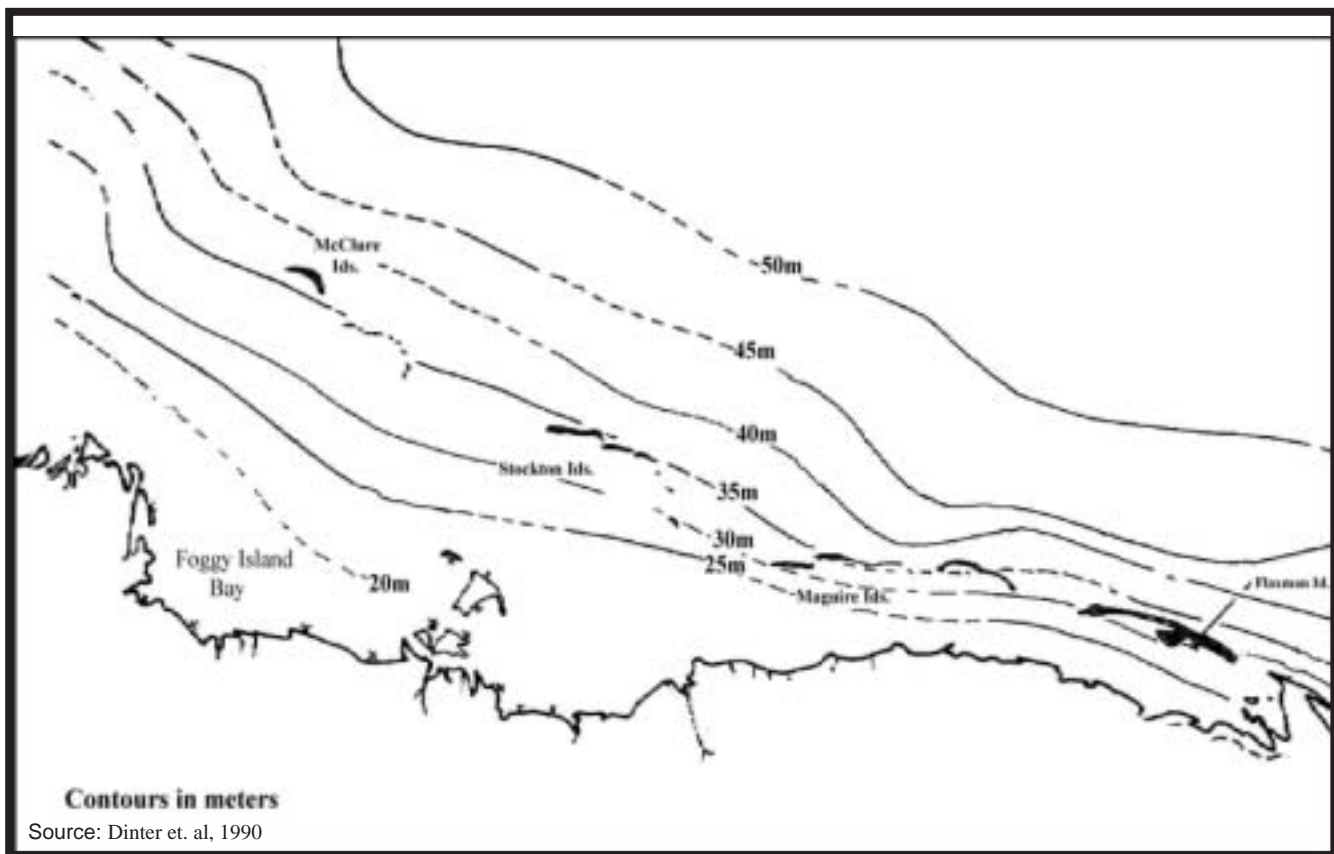 McClure
Ids.
50m
45m
40m
Stockton Ids.
35m
30m
25m
Foggy Island
Bay
20m
Maguire Ids.
Flaxman Id.
Contours in meters
Source: Dinter et. al, 1990